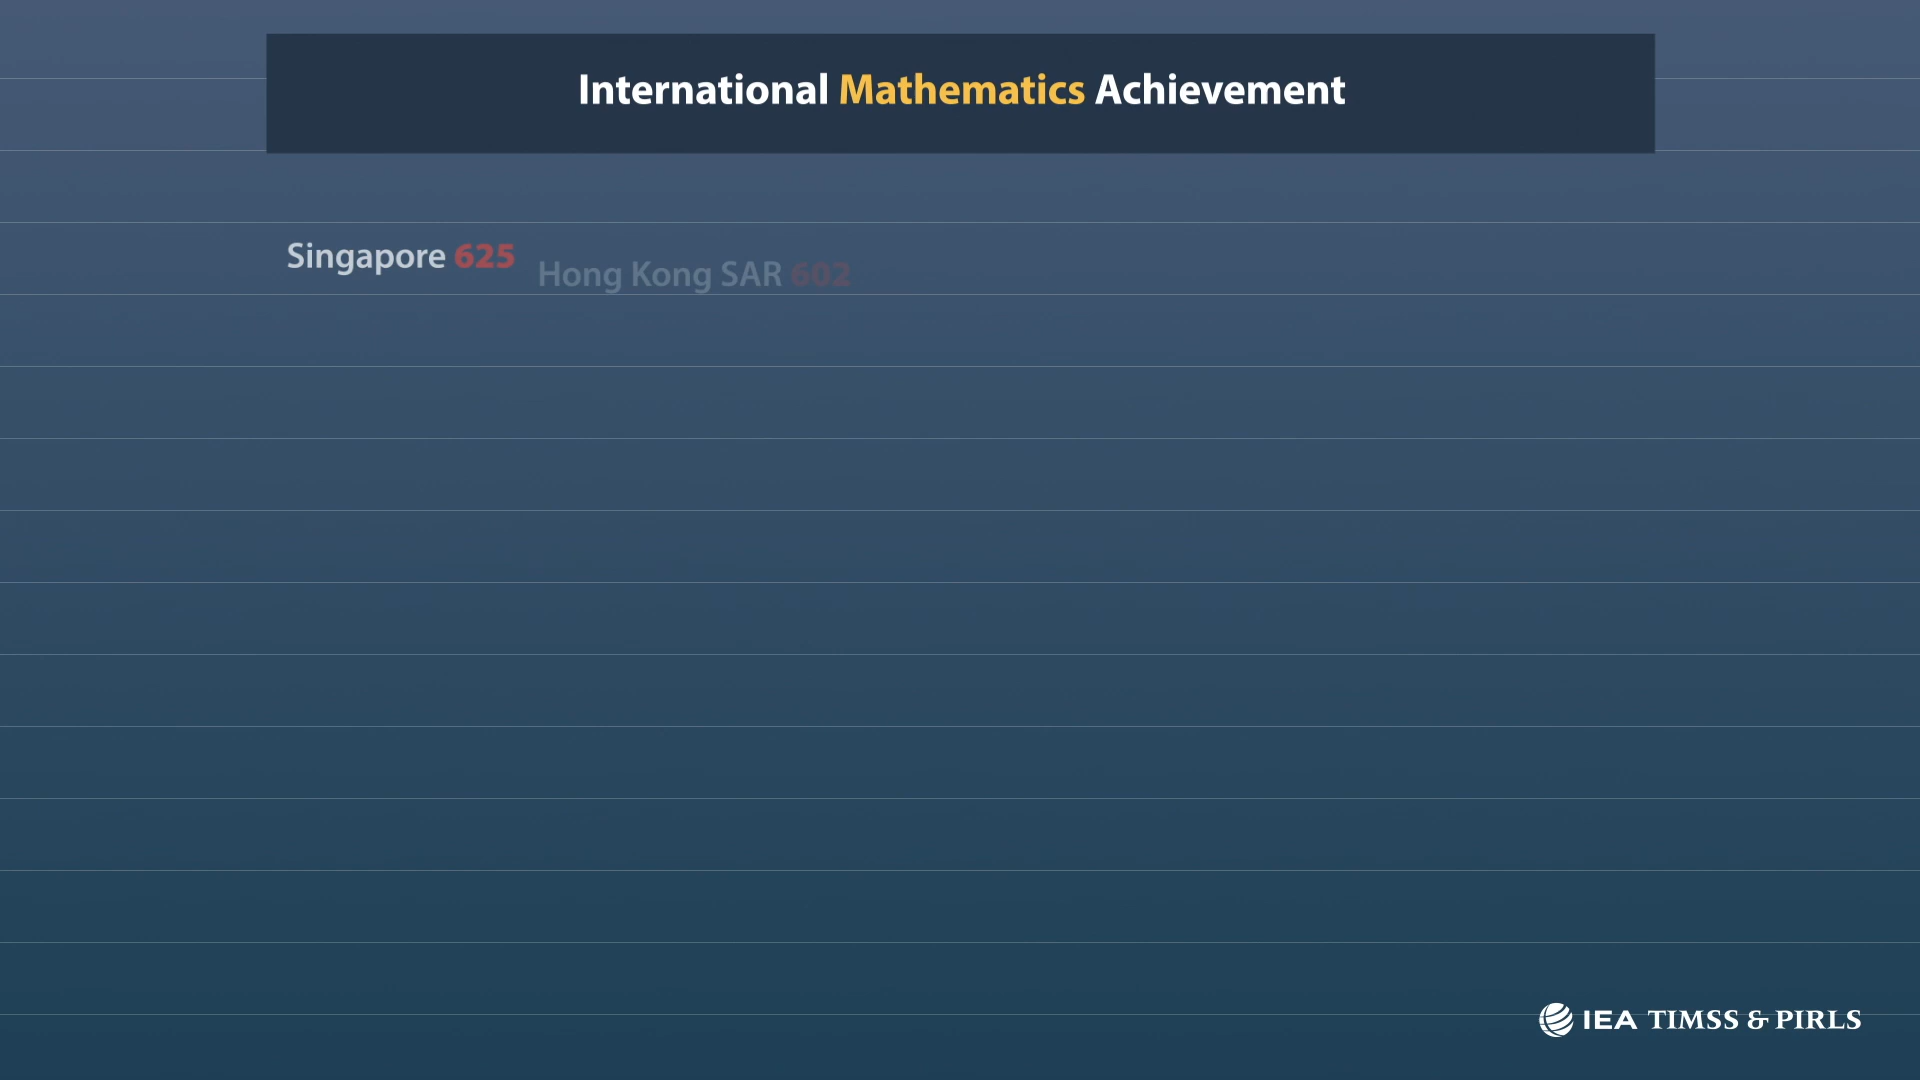 International Mathematics Achievement
Singapore 625
Hong Kong SAR 602
IEA TIMSS & PIRLS